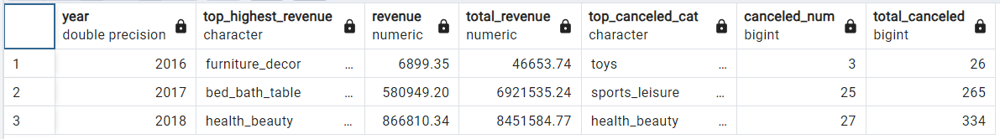 year top_highest_revenue revenue total_revenue top_canceled_cat canceled_num total_canceled
double precision character numeric numeric character bigint bigint
1 2016 furniture_decor ... 6899.35 46653.74 toys ... 3 26
2 2017 bed_bath_table ... 580949.20 6921535.24 sports_leisure ... 25 265
3 2018 health_beauty ... 866810.34 8451584.77 health_beauty ... 27 334